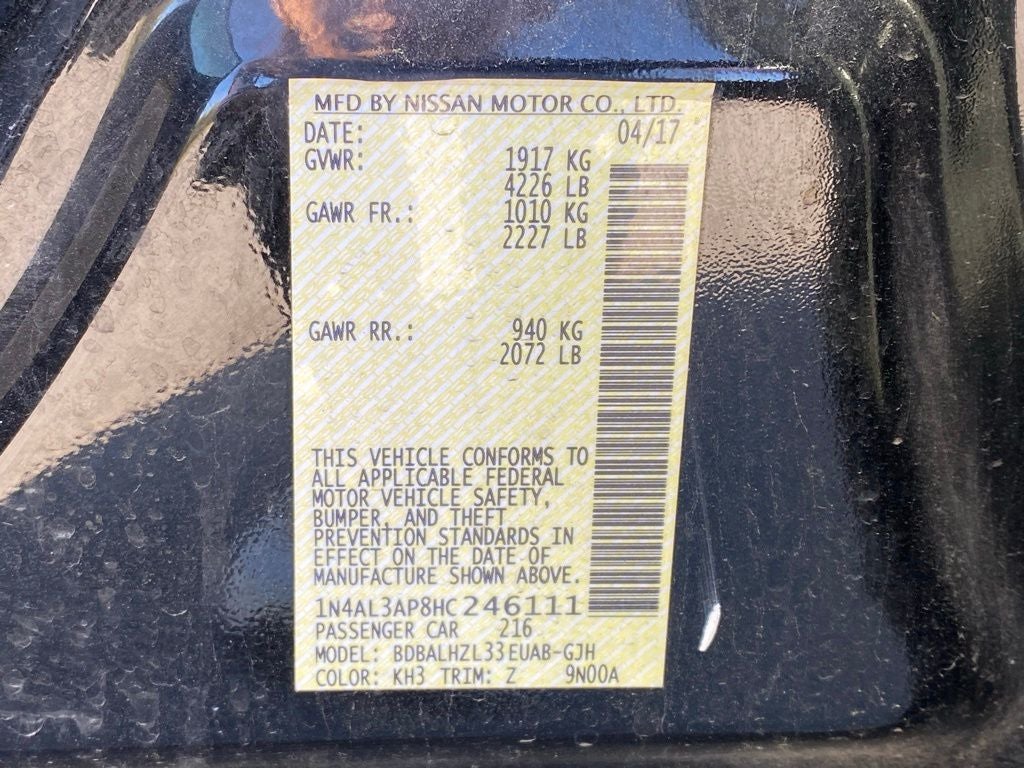 MFD BY NISSAN MOTOR CO., LTD.
DATE: 04/17
GVWR: 1917 KG
4226 LB
GAWR FR.: 1010 KG
2227 LB
GAWR RR.: 940 KG
2072 LB
THIS VEHICLE CONFORMS TO
ALL APPLICABLE FEDERAL
MOTOR VEHICLE SAFETY,
BUMPER, AND THEFT
PREVENTION STANDARDS IN
EFFECT ON THE DATE OF
MANUFACTURE SHOWN ABOVE.
1N4AL3AP8HC246111
PASSENGER CAR 216
MODEL: BDBALHZL33EUAB-GJH
COLOR: KH3 TRIM: Z 9N00A